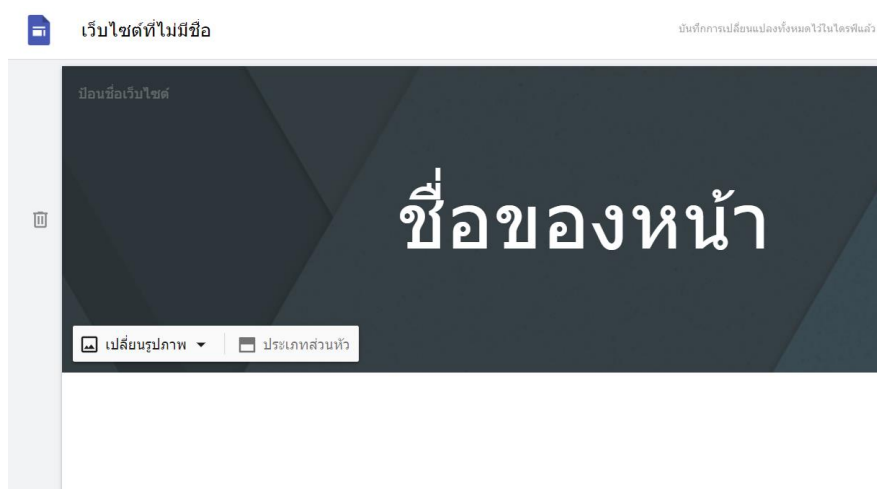 เว็บไซต์ที่ไม่มีชื่อ
บันทึกการเปลี่ยนแปลงทั้งหมดไว้ในไดรฟ์แล้ว
ป้อนชื่อเว็บไซต์
ชื่อของหน้า
เปลี่ยนรูปภาพ
ประเภทส่วนหัว